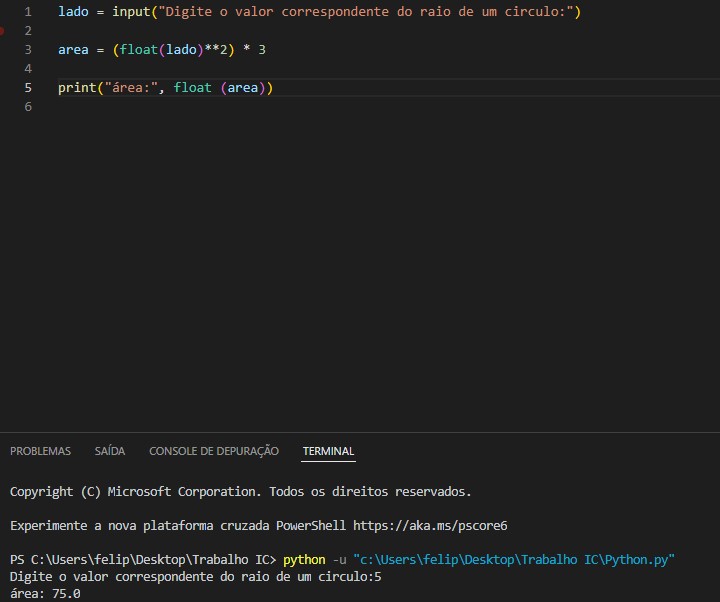 1 lado = input("Digite o valor correspondente do raio de um circulo:")
2
3 area = (float(lado)**2) * 3
4
5 print("área:", float (area))
6
PROBLEMAS SAÍDA CONSOLE DE DEPURAÇÃO TERMINAL
Copyright (C) Microsoft Corporation. Todos os direitos reservados.
Experimente a nova plataforma cruzada PowerShell https://aka.ms/pscore6
PS C:\Users\felip\Desktop\Trabalho IC> python -u "c:\Users\felip\Desktop\Trabalho IC\Python.py"
Digite o valor correspondente do raio de um circulo:5
área: 75.0